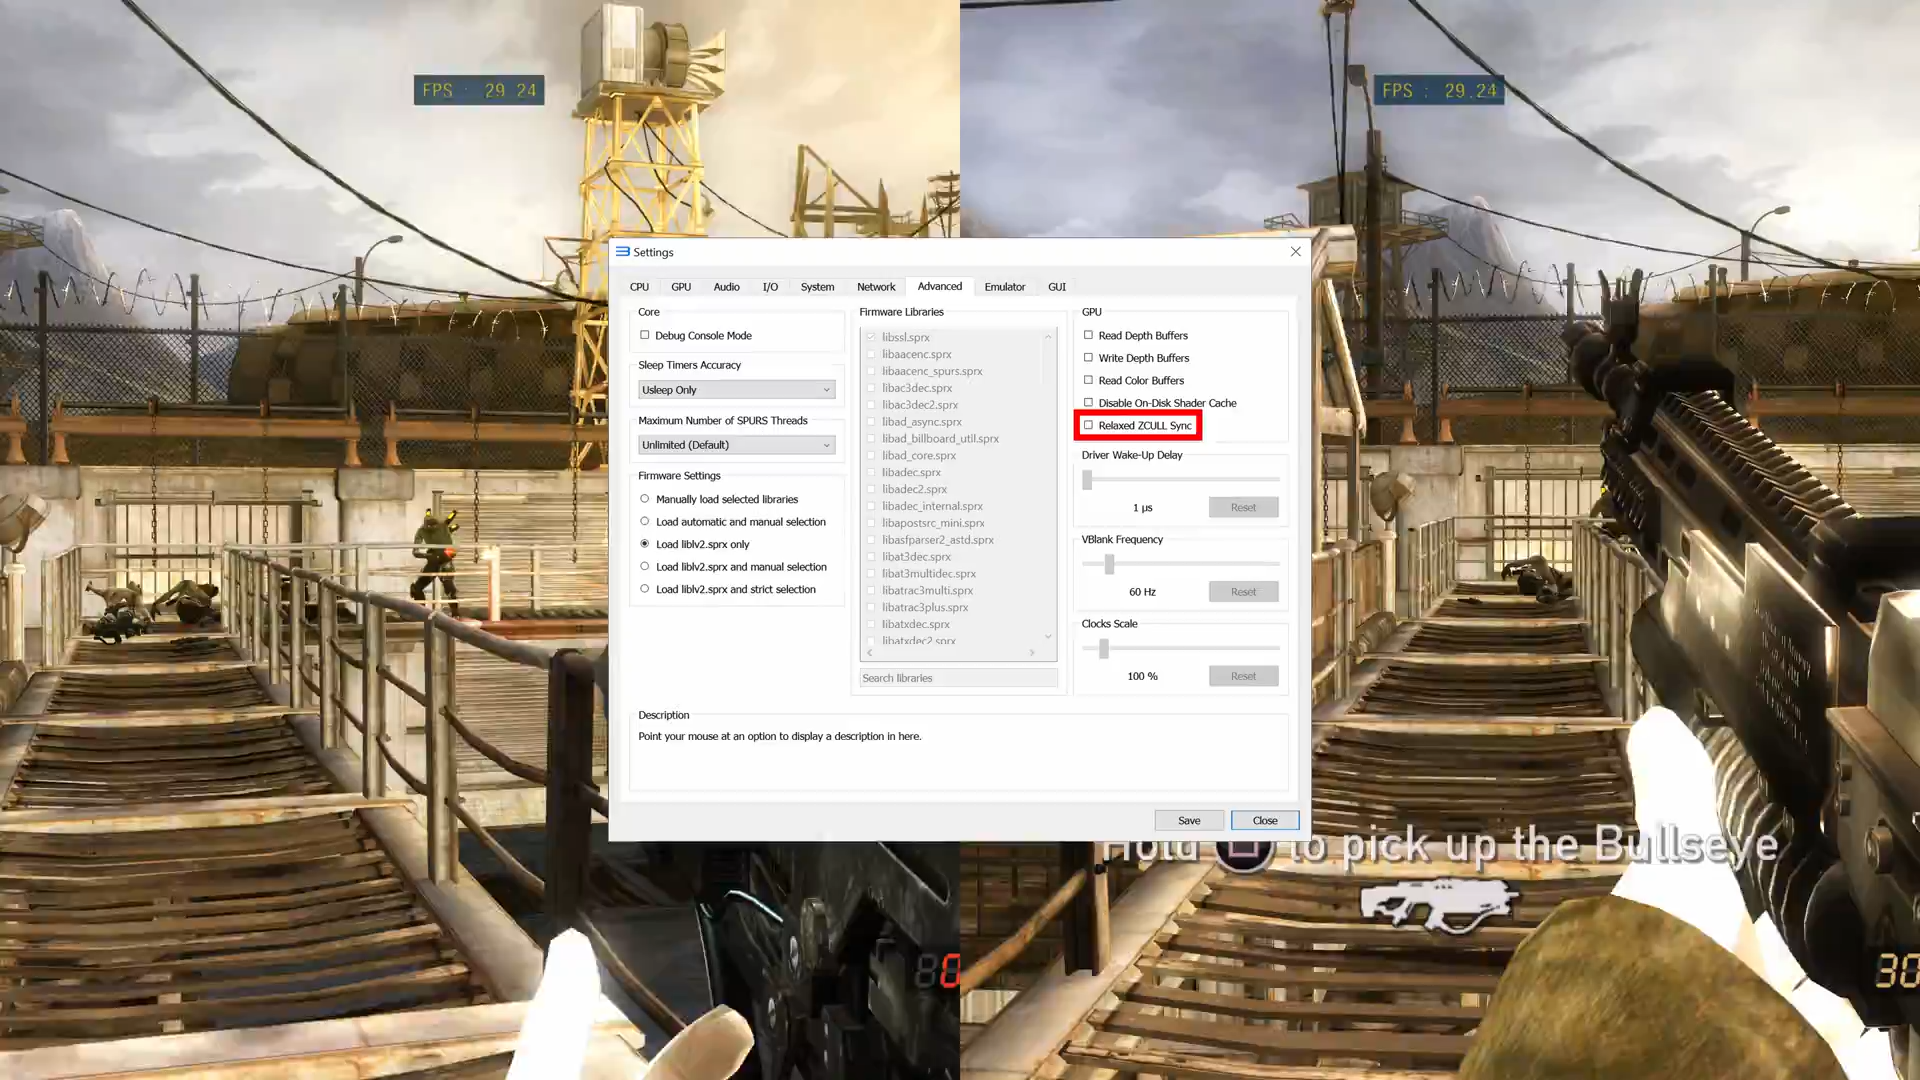 FPS : 29 24
FPS : 29.24
Settings
CPU GPU Audio I/O System Network Advanced Emulator GUI
Core
Debug Console Mode
Sleep Timers Accuracy
Usleep Only
Maximum Number of SPURS Threads
Unlimited (Default)
Firmware Settings
Manually load selected libraries
Load automatic and manual selection
Load liblv2.sprx only
Load liblv2.sprx and manual selection
Load liblv2.sprx and strict selection
Firmware Libraries
libssl.sprx
libaacenc.sprx
libaacenc_spurs.sprx
libac3dec.sprx
libac3dec2.sprx
libad_async.sprx
libad_billboard_util.sprx
libad_core.sprx
libadec.sprx
libadec2.sprx
libadec_internal.sprx
libapostsrc_mini.sprx
libasfparser2_astd.sprx
libat3dec.sprx
libat3multidec.sprx
libatrac3multi.sprx
libatrac3plus.sprx
libatxdec.sprx
libatxdec2.sprx
Search libraries
GPU
Read Depth Buffers
Write Depth Buffers
Read Color Buffers
Disable On-Disk Shader Cache
Relaxed ZCULL Sync
Driver Wake-Up Delay
1 µs Reset
VBlank Frequency
60 Hz Reset
Clocks Scale
100 % Reset
Description
Point your mouse at an option to display a description in here.
Save Close
Hold to pick up the Bullseye
30